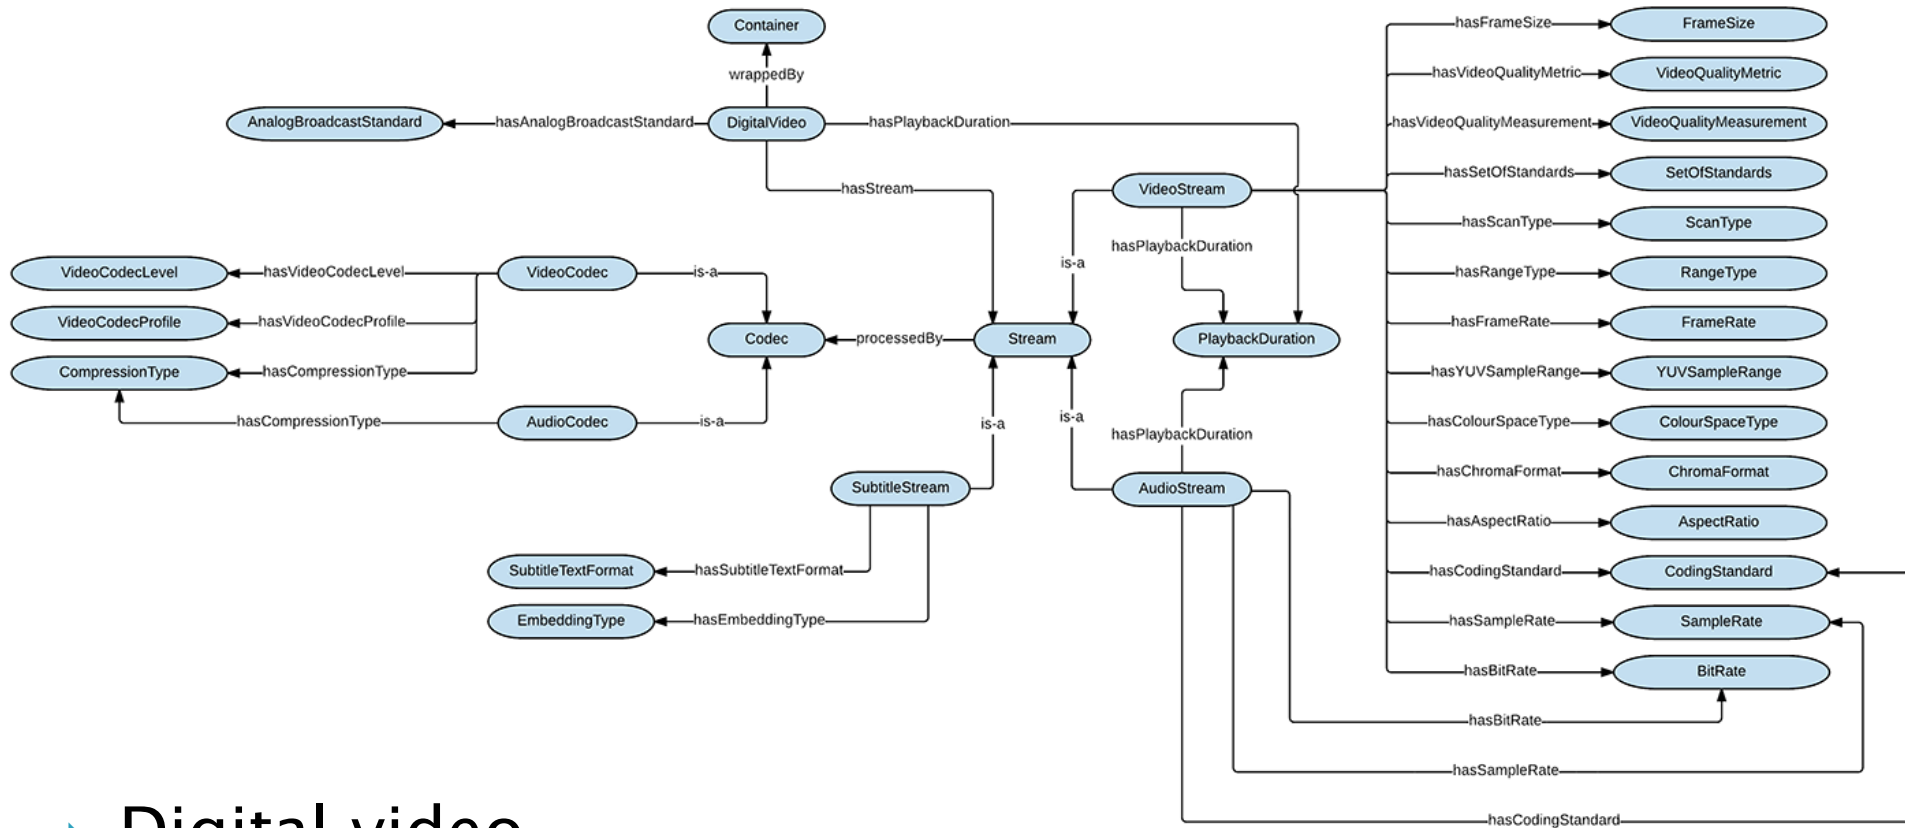 Container
hasFrameSize
FrameSize
wrappedBy
hasVideoQualityMetric
VideoQualityMetric
AnalogBroadcastStandard
hasAnalogBroadcastStandard
DigitalVideo
hasPlaybackDuration
hasVideoQualityMeasurement
VideoQualityMeasurement
hasSetOfStandards
SetOfStandards
hasStream
VideoStream
hasScanType
ScanType
hasPlaybackDuration
is-a
VideoCodecLevel
hasVideoCodecLevel
VideoCodec
is-a
hasRangeType
RangeType
VideoCodecProfile
hasVideoCodecProfile
hasFrameRate
FrameRate
Codec
processedBy
Stream
PlaybackDuration
CompressionType
hasCompressionType
hasYUVSampleRange
YUVSampleRange
hasCompressionType
AudioCodec
is-a
is-a
is-a
hasPlaybackDuration
hasColourSpaceType
ColourSpaceType
hasChromaFormat
ChromaFormat
SubtitleStream
AudioStream
hasAspectRatio
AspectRatio
SubtitleTextFormat
hasSubtitleTextFormat
hasCodingStandard
CodingStandard
EmbeddingType
hasEmbeddingType
hasSampleRate
SampleRate
hasBitRate
BitRate
hasBitRate
hasSampleRate
hasCodingStandard
Digital video